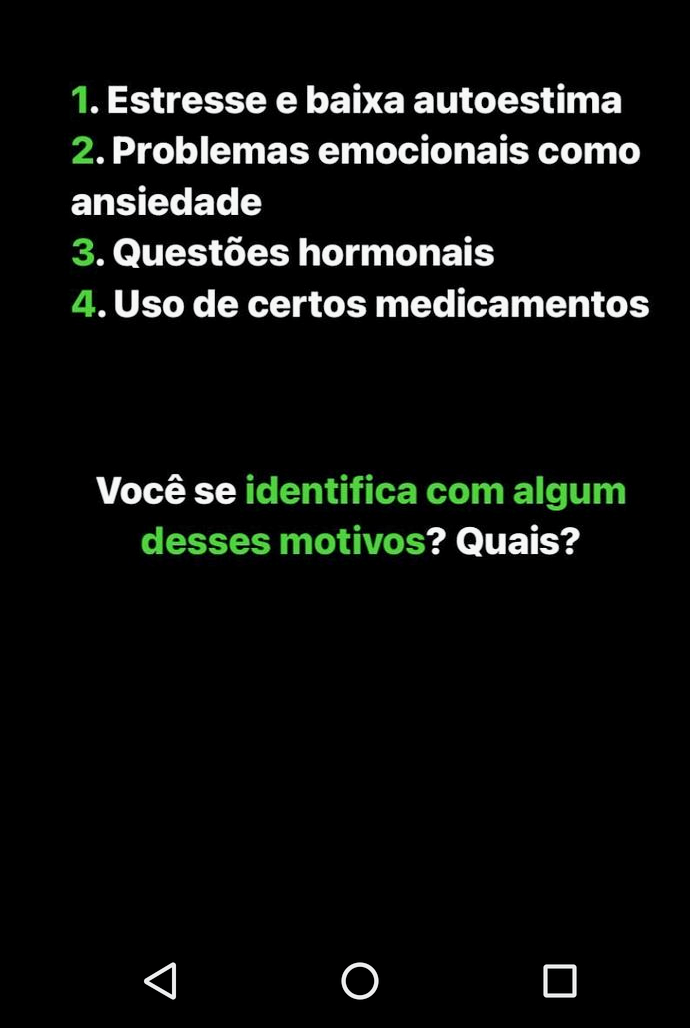 1. Estresse e baixa autoestima
2. Problemas emocionais como
ansiedade
3. Questões hormonais
4. Uso de certos medicamentos
Você se identifica com algum
desses motivos? Quais?